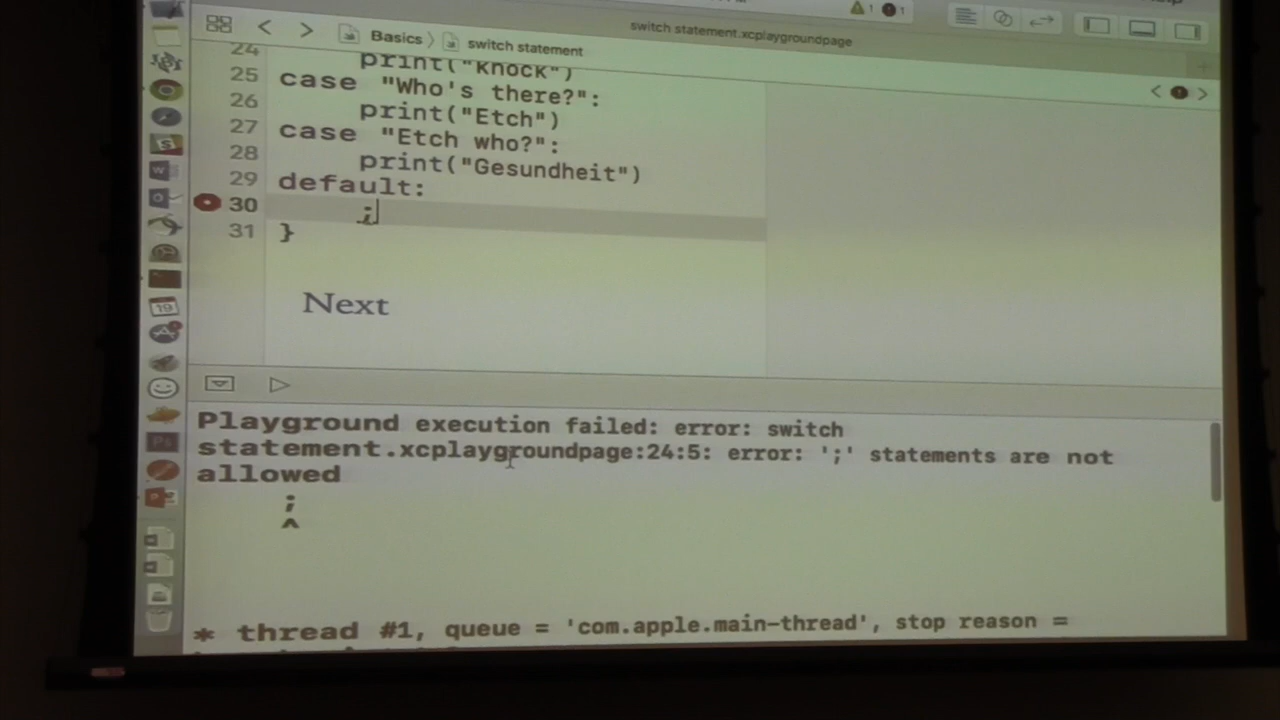 switch statement.xcplaygroundpage
Basics
switch statement
24 print("Knock")
25 case "Who's there?":
26 print("Etch")
27 case "Etch who?":
28 print("Gesundheit")
29 default:
30 ;
31 }
Next
Playground execution failed: error: switch
statement.xcplaygroundpage:24:5: error: ';' statements are not
allowed
;
^
* thread #1, queue = 'com.apple.main-thread', stop reason =
19